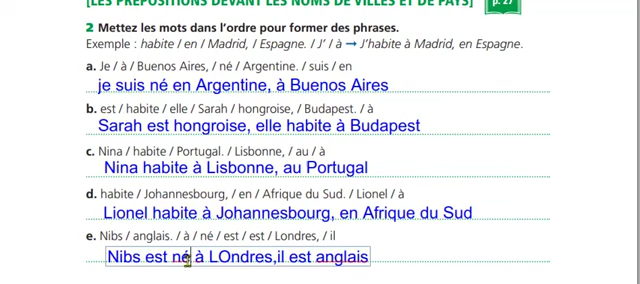 [LES PRÉPOSITIONS DEVANT LES NOMS DE VILLES ET DE PAYS]
p. 27
2 Mettez les mots dans l'ordre pour former des phrases.
Exemple : habite / en / Madrid, / Espagne. / J' / à → J'habite à Madrid, en Espagne.
a. Je / à / Buenos Aires, / né / Argentine. / suis / en
je suis né en Argentine, à Buenos Aires
b. est / habite / elle / Sarah / hongroise, / Budapest. / à
Sarah est hongroise, elle habite à Budapest
c. Nina / habite / Portugal. / Lisbonne, / au / à
Nina habite à Lisbonne, au Portugal
d. habite / Johannesbourg, / en / Afrique du Sud. / Lionel / à
Lionel habite à Johannesbourg, en Afrique du Sud
e. Nibs / anglais. / à / né / est / est / Londres, / il
Nibs est né à LOndres,il est anglais